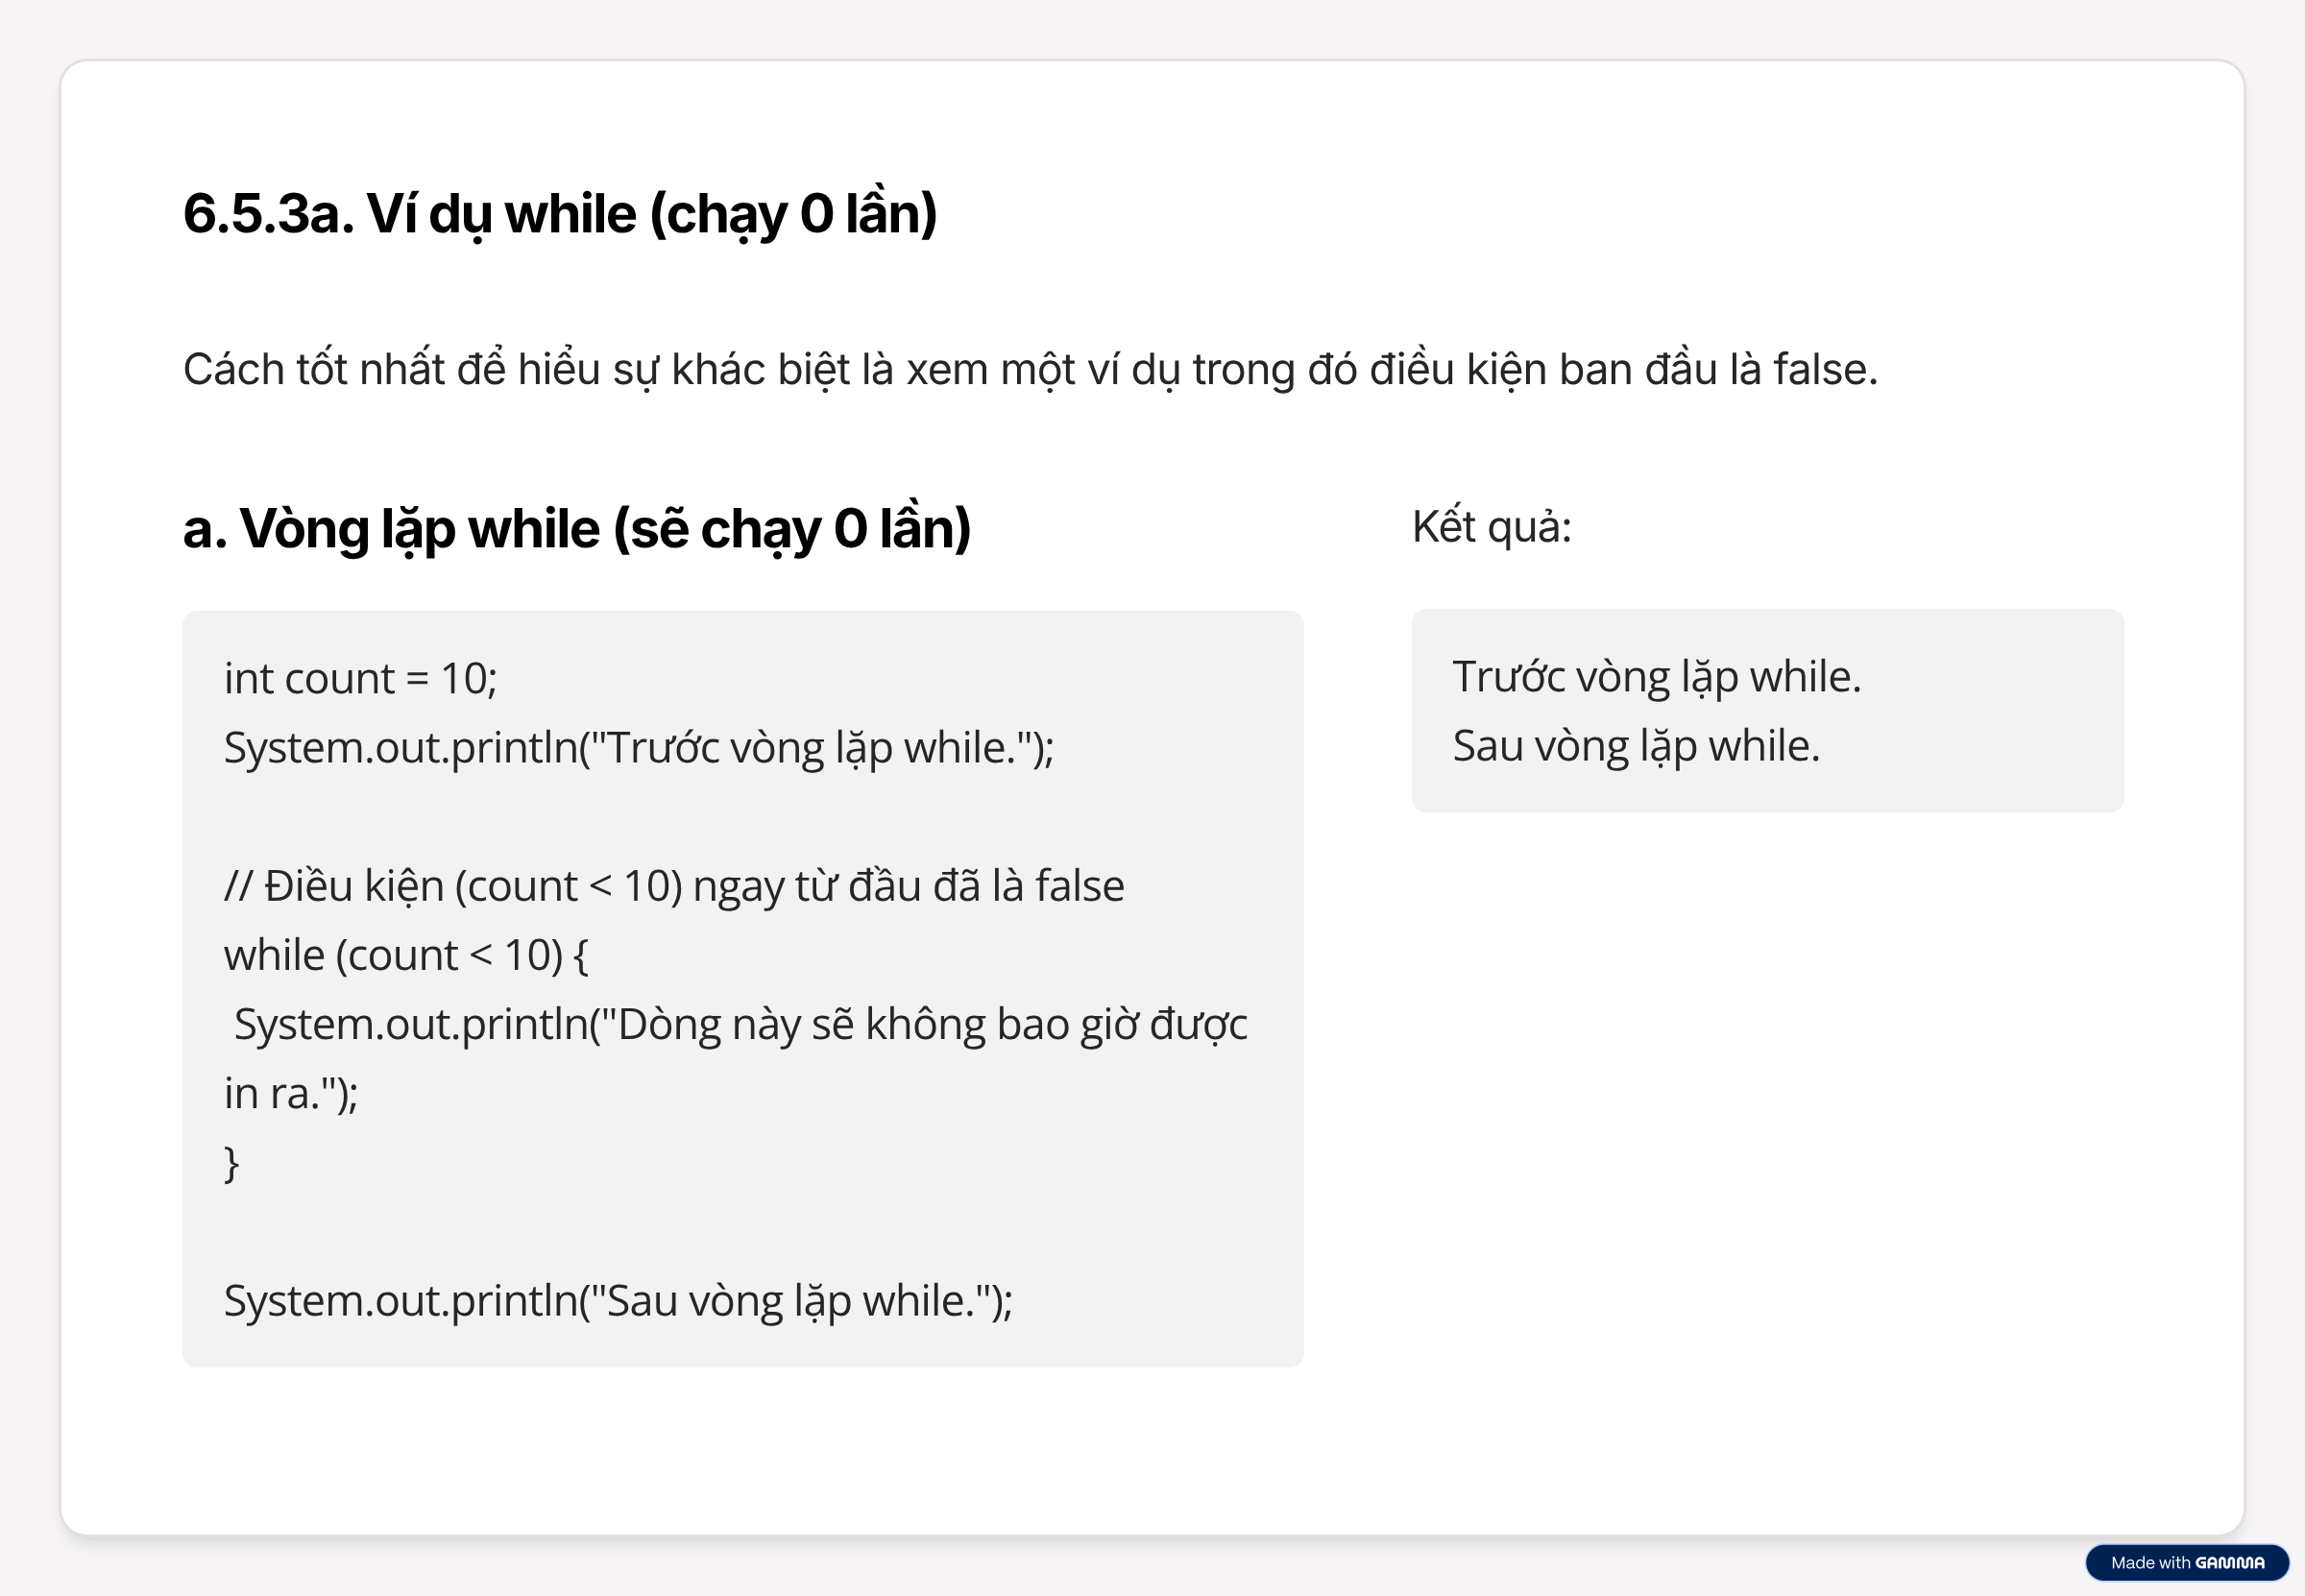 6.5.3a. Ví dụ while (chạy 0 lần)
Cách tốt nhất để hiểu sự khác biệt là xem một ví dụ trong đó điều kiện ban đầu là false.
a. Vòng lặp while (sẽ chạy 0 lần)
int count = 10;
System.out.println("Trước vòng lặp while.");
// Điều kiện (count < 10) ngay từ đầu đã là false
while (count < 10) {
 System.out.println("Dòng này sẽ không bao giờ được
in ra.");
}
System.out.println("Sau vòng lặp while.");
Kết quả:
Trước vòng lặp while.
Sau vòng lặp while.
Made with GAMMA